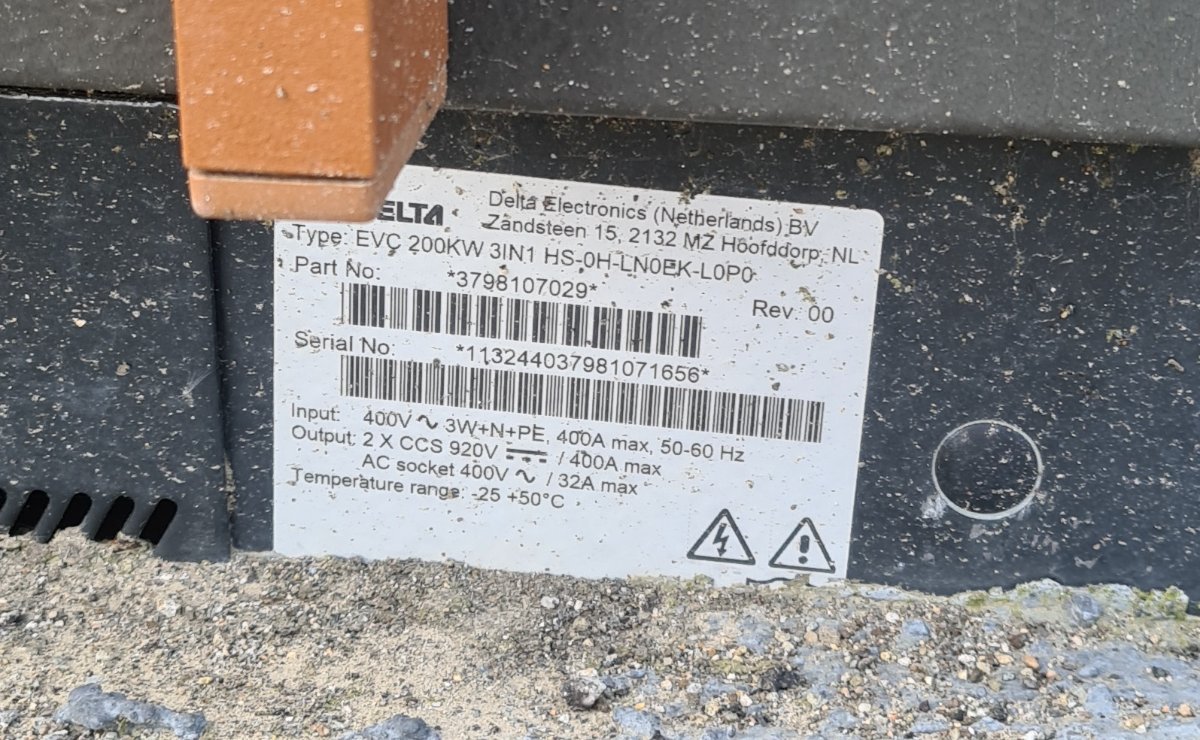 ELTA
Delta Electronics (Netherlands) BV
Zandsteen 15, 2132 MZ Hoofddorp, NL
Type: EVC 200KW 3IN1 HS-0H-LN0EK-L0P0
Part No: *3798107029*
Rev: 00
Serial No: *113244037981071656*
Input: 400V ~ 3W+N+PE, 400A max, 50-60 Hz
Output: 2 X CCS 920V ⎓ / 400A max
AC socket 400V ~ / 32A max
Temperature range: -25 +50°C